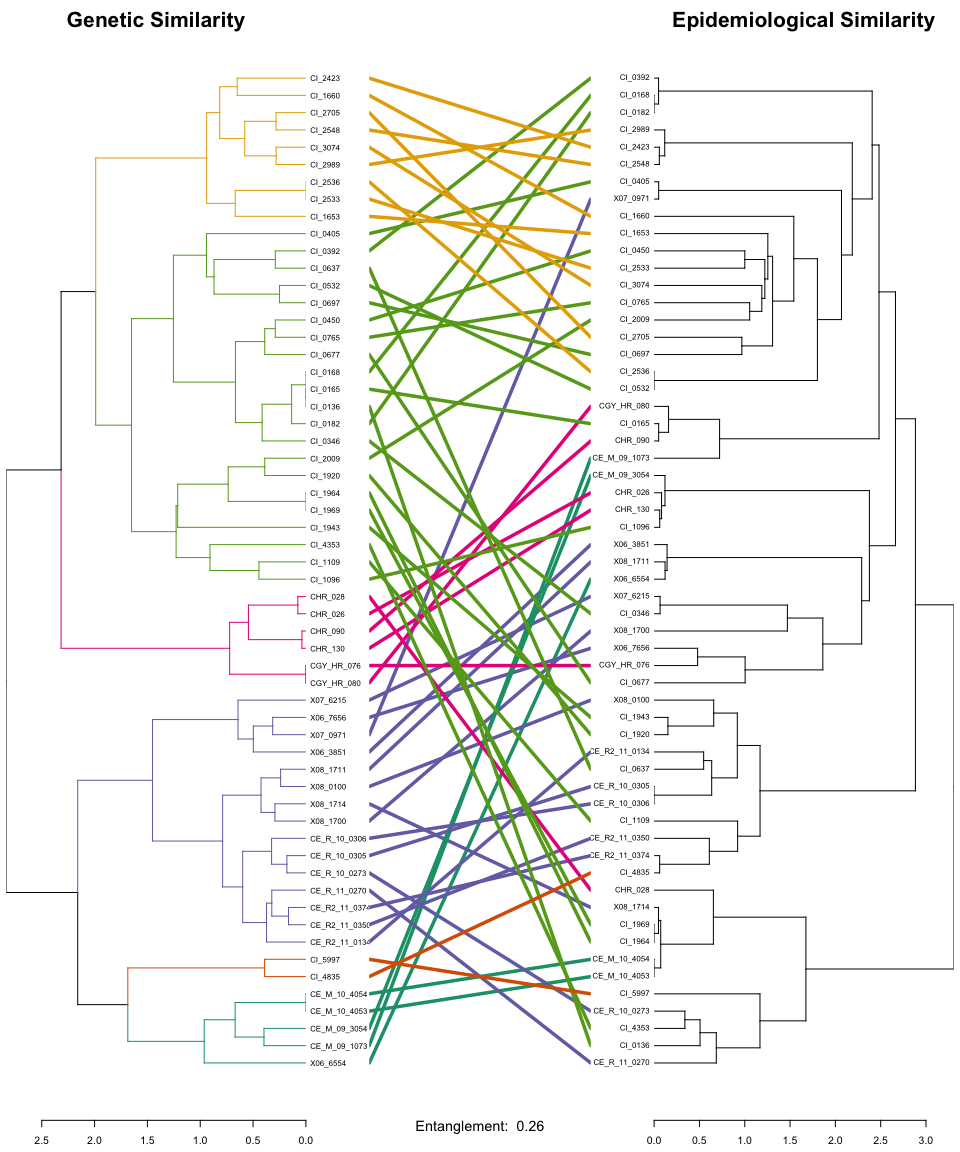 Genetic Similarity
Epidemiological Similarity
CI_2423
CI_1660
CI_2705
CI_2548
CI_3074
CI_2989
CI_2536
CI_2533
CI_1653
CI_0405
CI_0392
CI_0637
CI_0532
CI_0697
CI_0450
CI_0765
CI_0677
CI_0168
CI_0165
CI_0136
CI_0182
CI_0346
CI_2009
CI_1920
CI_1964
CI_1969
CI_1943
CI_4353
CI_1109
CI_1096
CHR_028
CHR_026
CHR_090
CHR_130
CGY_HR_076
CGY_HR_080
X07_6215
X06_7656
X07_0971
X06_3851
X08_1711
X08_0100
X08_1714
X08_1700
CE_R_10_0306
CE_R_10_0305
CE_R_10_0273
CE_R_11_0270
CE_R2_11_0374
CE_R2_11_0350
CE_R2_11_0134
CI_5997
CI_4835
CE_M_10_4054
CE_M_10_4053
CE_M_09_3054
CE_M_09_1073
X06_6554
CI_0392
CI_0168
CI_0182
CI_2989
CI_2423
CI_2548
CI_0405
X07_0971
CI_1660
CI_1653
CI_0450
CI_2533
CI_3074
CI_0765
CI_2009
CI_2705
CI_0697
CI_2536
CI_0532
CGY_HR_080
CI_0165
CHR_090
CE_M_09_1073
CE_M_09_3054
CHR_026
CHR_130
CI_1096
X06_3851
X08_1711
X06_6554
X07_6215
CI_0346
X08_1700
X06_7656
CGY_HR_076
CI_0677
X08_0100
CI_1943
CI_1920
CE_R2_11_0134
CI_0637
CE_R_10_0305
CE_R_10_0306
CI_1109
CE_R2_11_0350
CE_R2_11_0374
CI_4835
CHR_028
X08_1714
CI_1969
CI_1964
CE_M_10_4054
CE_M_10_4053
CI_5997
CE_R_10_0273
CI_4353
CI_0136
CE_R_11_0270
2.5 2.0 1.5 1.0 0.5 0.0
Entanglement: 0.26
0.0 0.5 1.0 1.5 2.0 2.5 3.0